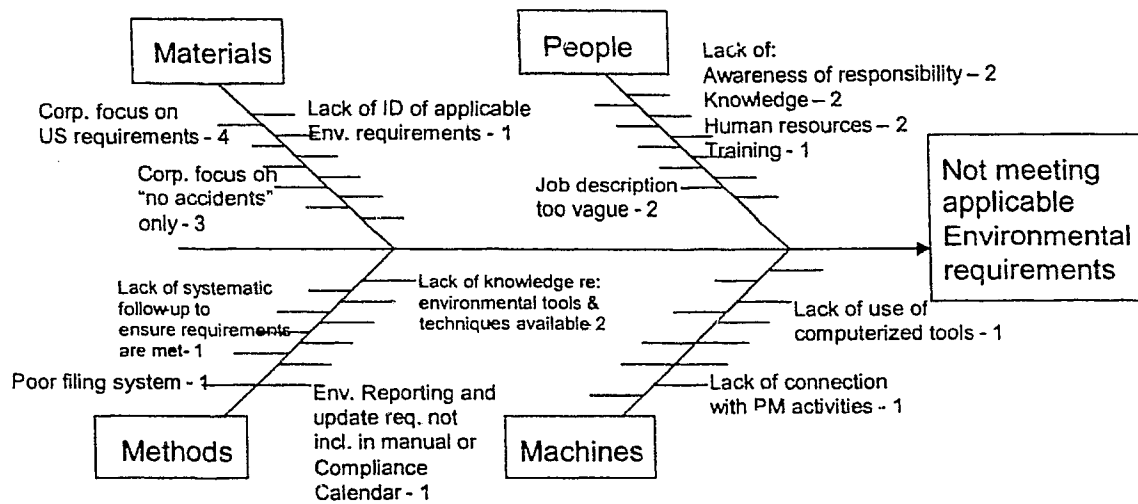 Materials
People
Lack of:
Awareness of responsibility – 2
Knowledge – 2
Human resources – 2
Training - 1
Corp. focus on
US requirements - 4
Lack of ID of applicable
Env. requirements - 1
Corp. focus on
"no accidents"
only - 3
Job description
too vague - 2
Not meeting
applicable
Environmental
requirements
Lack of systematic
follow-up to
ensure requirements
are met- 1
Lack of knowledge re:
environmental tools &
techniques available- 2
Lack of use of
computerized tools - 1
Poor filing system - 1
Env. Reporting and
update req. not
incl. in manual or
Compliance
Calendar - 1
Lack of connection
with PM activities - 1
Methods
Machines